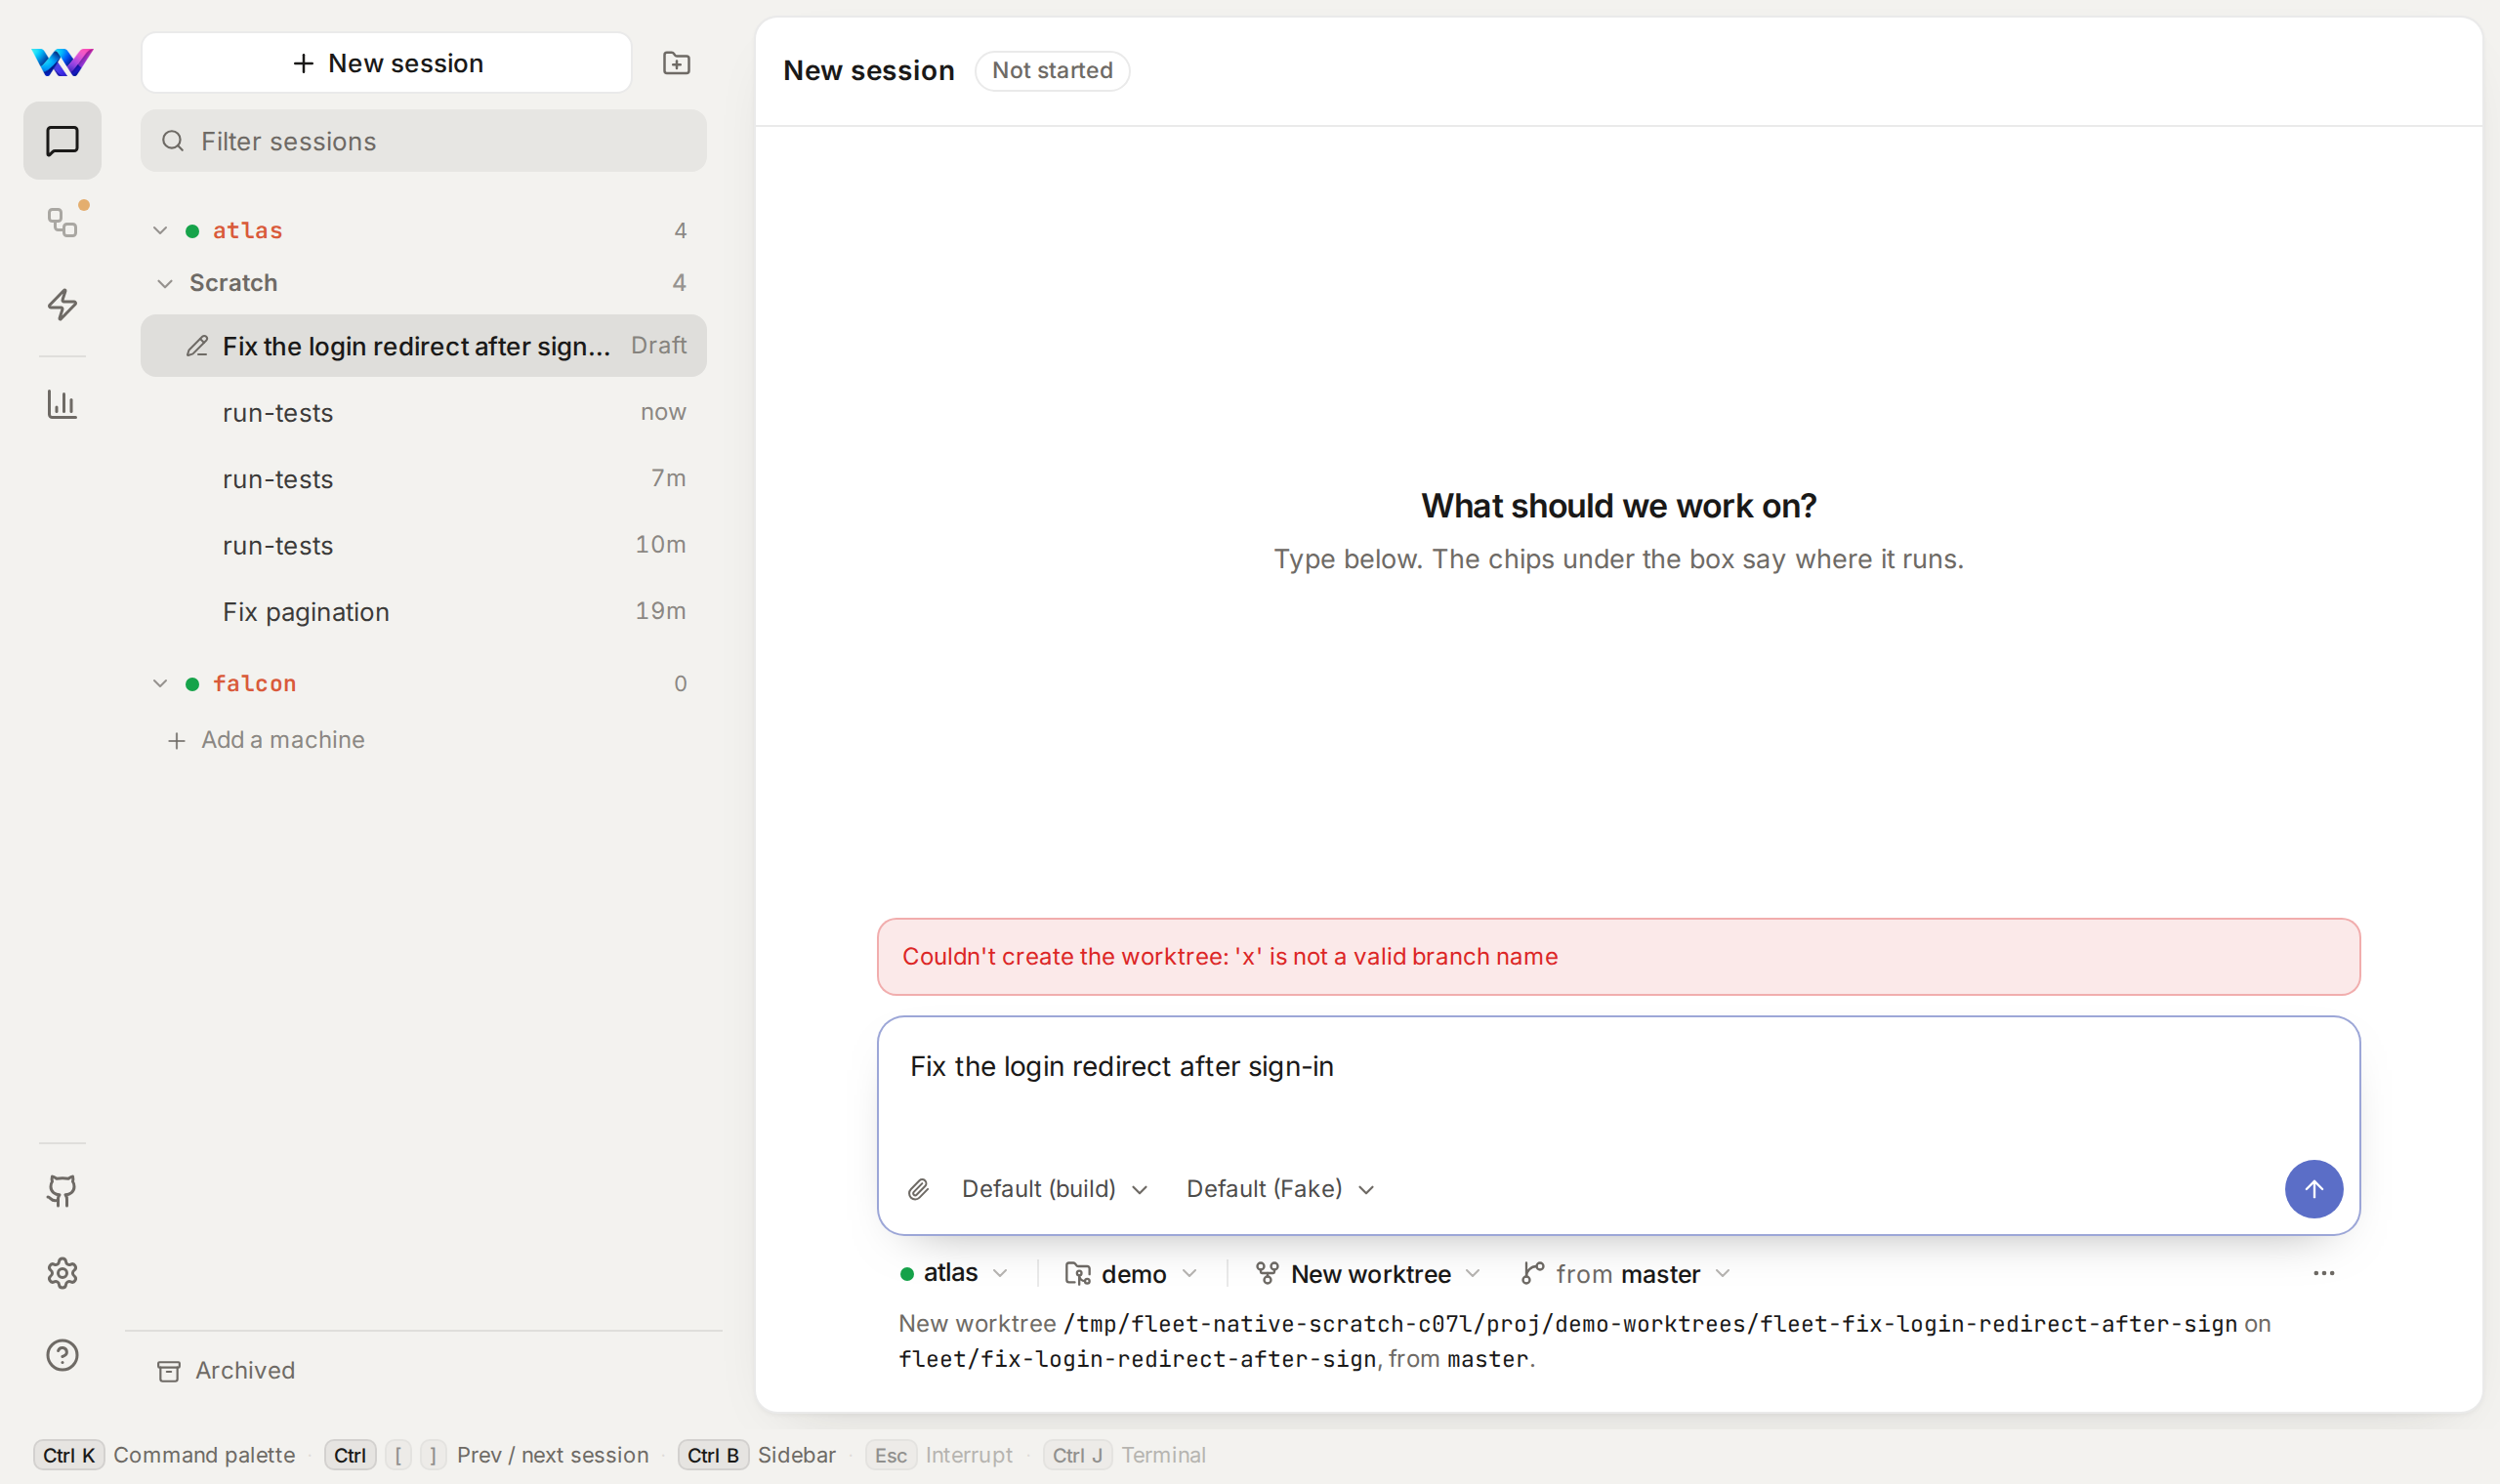 New session
Filter sessions
atlas 4
Scratch 4
Fix the login redirect after sign... Draft
run-tests now
run-tests 7m
run-tests 10m
Fix pagination 19m
falcon 0
Add a machine
Archived
New session Not started
What should we work on?
Type below. The chips under the box say where it runs.
Couldn't create the worktree: 'x' is not a valid branch name
Fix the login redirect after sign-in
Default (build) Default (Fake)
atlas demo New worktree from master
New worktree /tmp/fleet-native-scratch-c07l/proj/demo-worktrees/fleet-fix-login-redirect-after-sign on
fleet/fix-login-redirect-after-sign, from master.
Ctrl K Command palette · Ctrl [ ] Prev / next session · Ctrl B Sidebar · Esc Interrupt · Ctrl J Terminal